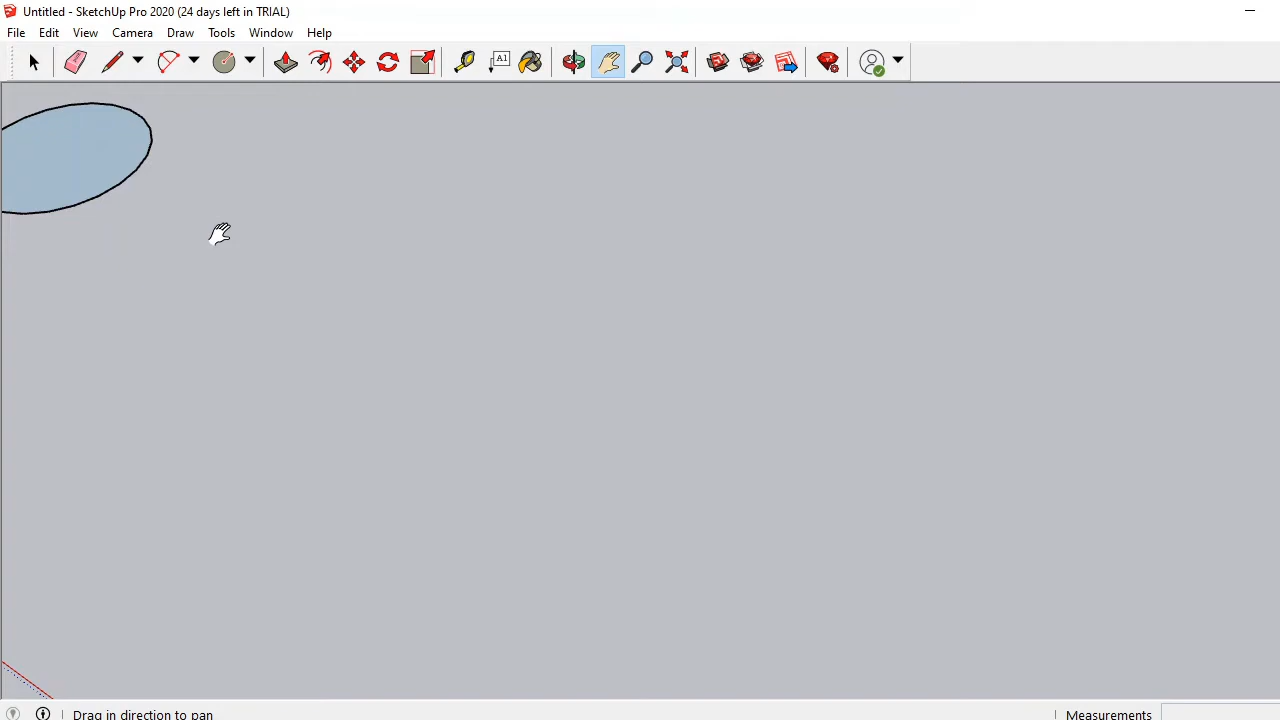 Untitled - SketchUp Pro 2020 (24 days left in TRIAL)
File Edit View Camera Draw Tools Window Help
A1
Drag in direction to pan Measurements